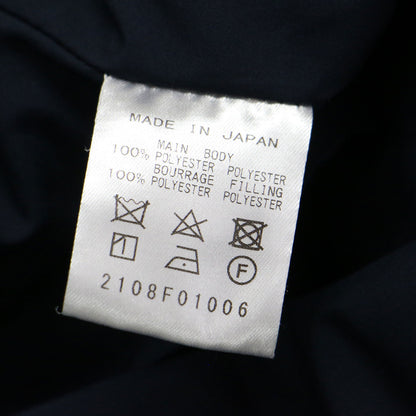 MADE IN JAPAN
MAIN BODY
100% POLYESTER POLYESTER
BOURRAGE FILLING
100% POLYESTER POLYESTER
F
2108F01006